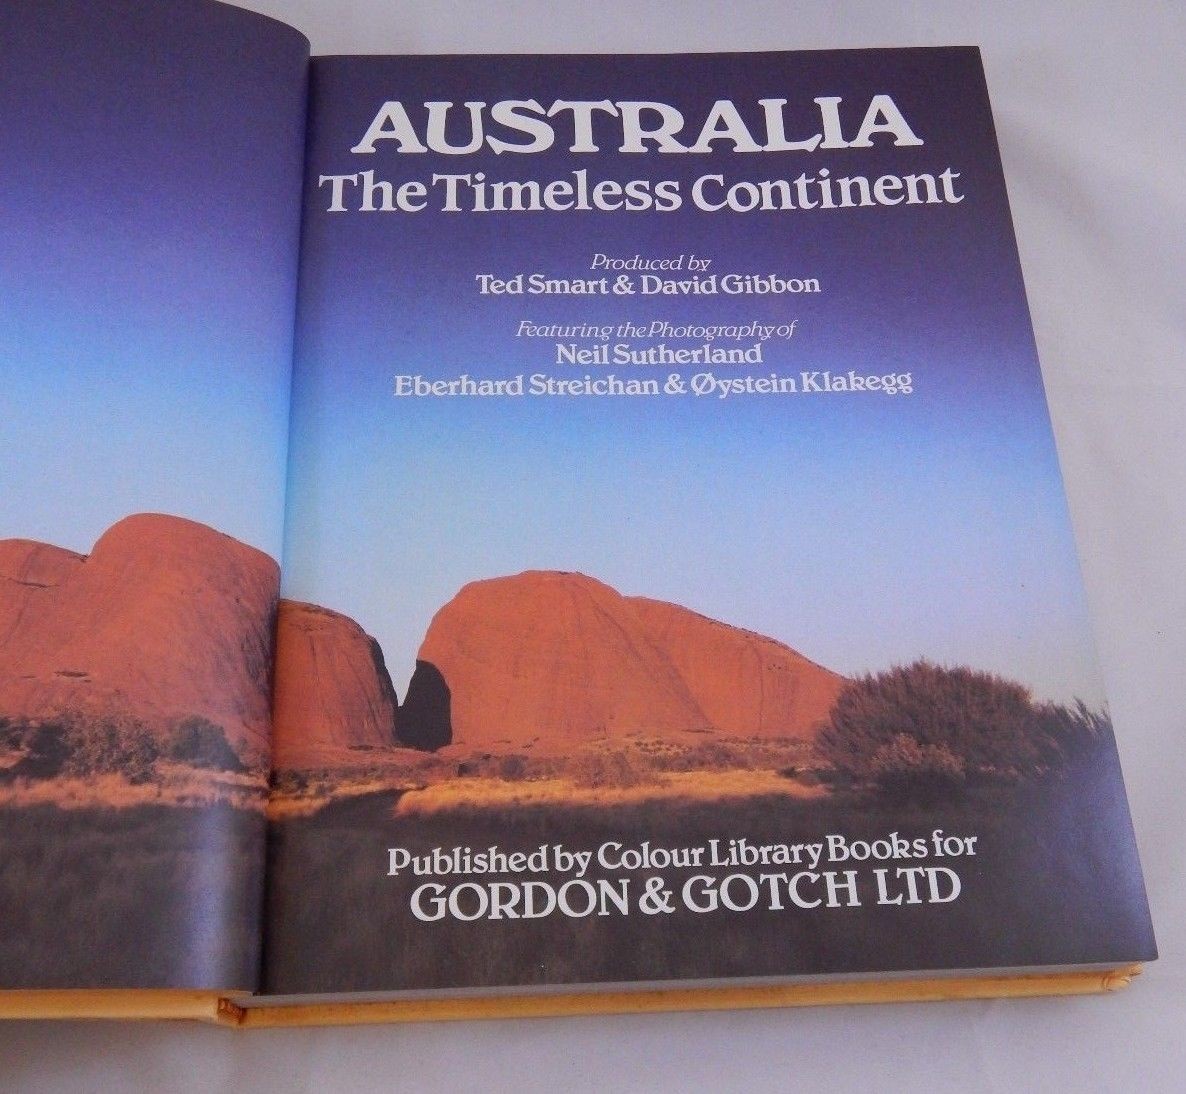 AUSTRALIA
The Timeless Continent
Produced by
Ted Smart & David Gibbon
Featuring the Photography of
Neil Sutherland
Eberhard Streichan & Øystein Klakegg
Published by Colour Library Books for
GORDON & GOTCH LTD